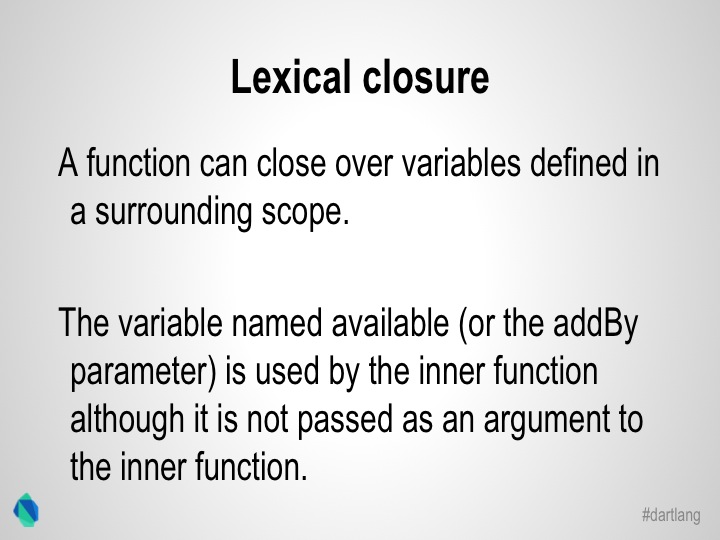 Lexical closure
A function can close over variables defined in
a surrounding scope.
The variable named available (or the addBy
parameter) is used by the inner function
although it is not passed as an argument to
the inner function.
#dartlang